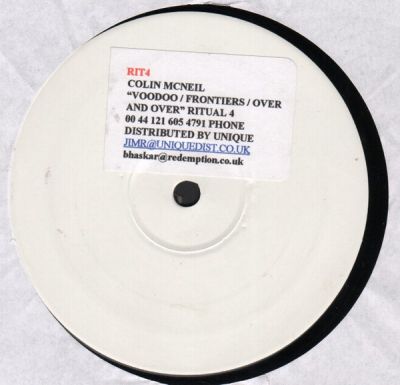 RIT4
COLIN MCNEIL
“VOODOO / FRONTIERS / OVER
AND OVER” RITUAL 4
00 44 121 605 4791 PHONE
DISTRIBUTED BY UNIQUE
JIMR@UNIQUEDIST.CO.UK
bhaskar@redemption.co.uk